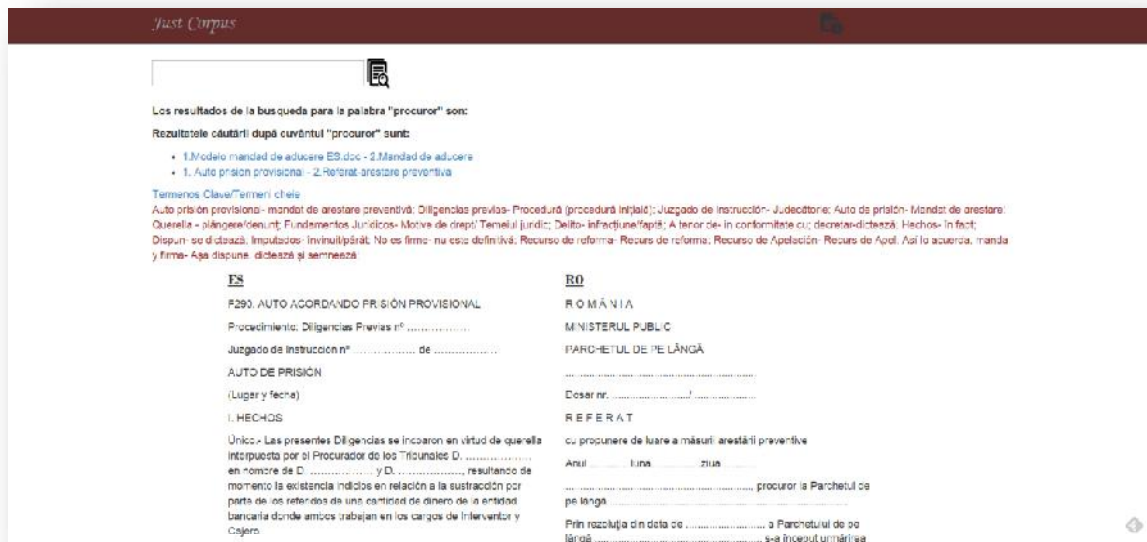 Just Corpus
Los resultados de la busqueda para la palabra "procuror" son:
Rezultatele căutării după cuvântul "procuror" sunt:
• 1.Modelo mandad de aducere ES.doc - 2.Mandad de aducere
• 1. Auto prision provisional - 2.Referat-arestare preventiva
Termenos Clave/Termeni cheie
Auto prisión provisional- mandat de arestare preventivă; Diligencias previas- Procedură (procedură inițială); Juzgado de instrucción- Judecătorie; Auto de prisión- Mandat de arestare;
Querella - plângere/denunț; Fundamentos Jurídicos- Motive de drept/ Temeiul juridic; Delito- infracțiune/faptă; A tenor de- in conformitate cu; decretar-dictează; Hechos- în fapt;
Dispun- se dictează; Imputados- invinuit/pârât; No es firme- nu este definitivă; Recurso de reforma- Recurs de reforma; Recurso de Apelación- Recurs de Apel; Así lo acuerda, manda
y firma- Așa dispune, dictează și semnează
ES
F290. AUTO ACORDANDO PRISIÓN PROVISIONAL
Procedimiento: Diligencias Previas nº ..................
Juzgado de Instrucción nº .................. de ..................
AUTO DE PRISIÓN
(Lugar y fecha)
I. HECHOS
Único.- Las presentes Diligencias se incoaron en virtud de querella
interpuesta por el Procurador de los Tribunales D. ..................
en nombre de D. .................. y D. .................., resultando de
momento la existencia indicios en relación a la sustracción por
parte de los referidos de una cantidad de dinero de la entidad
bancaria donde ambos trabajan en los cargos de Interventor y
Cajero.
RO
R O M Â N I A
MINISTERUL PUBLIC
PARCHETUL DE PE LÂNGĂ
............................................................
Dosar nr. ........................./....................
R E F E R A T
cu propunere de luare a măsurii arestării preventive
Anul ............ luna ............ ziua ............
............................................................, procuror la Parchetul de
pe lângă ............................................................
Prin rezoluția din data de ......................... a Parchetului de pe
lângă ...................................................., s-a început urmărirea